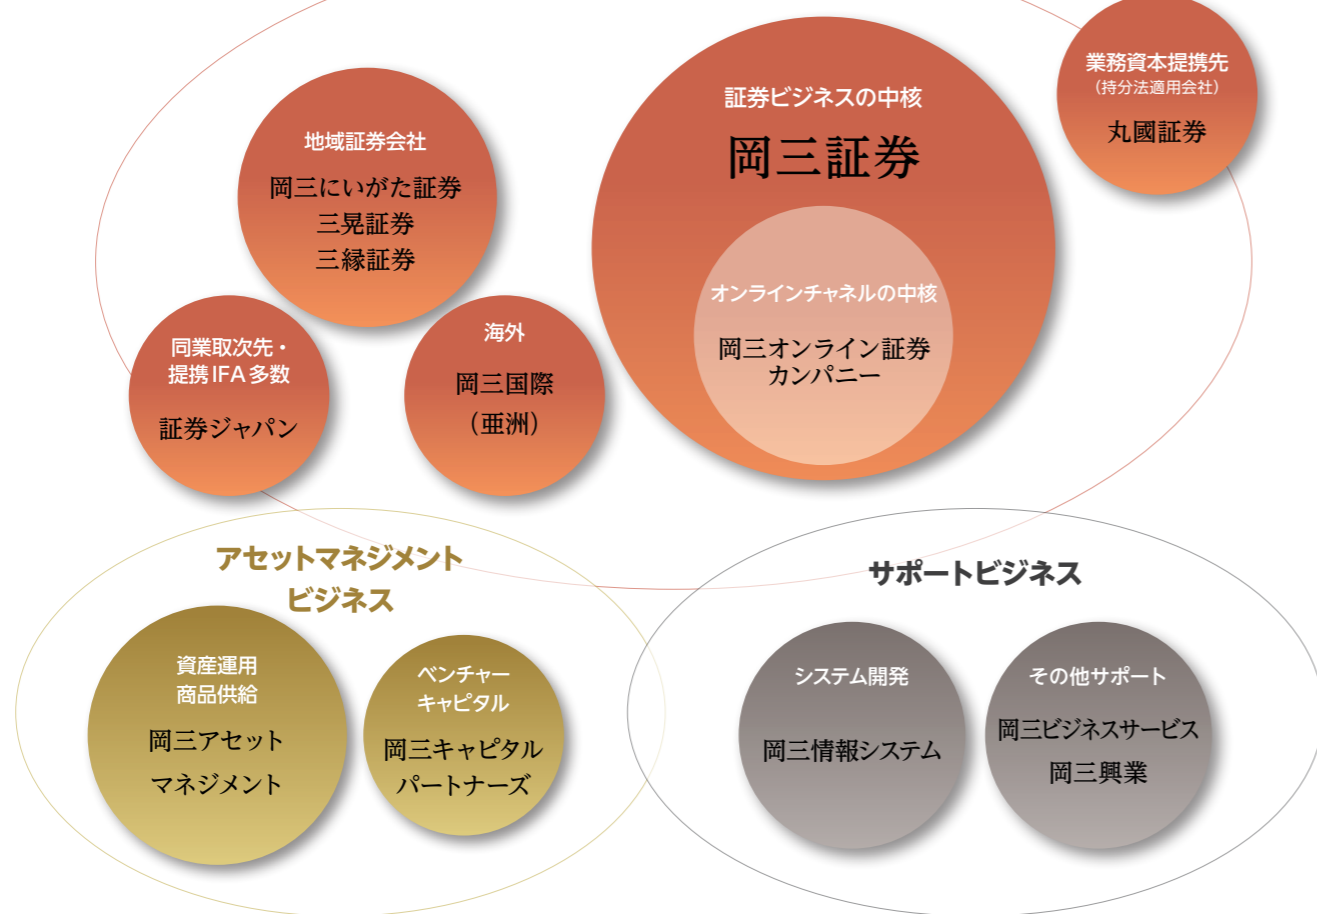 業務資本提携先
（持分法適用会社）
丸國証券
証券ビジネスの中核
岡三証券
オンラインチャネルの中核
岡三オンライン証券
カンパニー
地域証券会社
岡三にいがた証券
三晃証券
三縁証券
同業取次先・
提携IFA多数
証券ジャパン
海外
岡三国際
（亜洲）
アセットマネジメント
ビジネス
資産運用
商品供給
岡三アセット
マネジメント
ベンチャー
キャピタル
岡三キャピタル
パートナーズ
サポートビジネス
システム開発
岡三情報システム
その他サポート
岡三ビジネスサービス
岡三興業